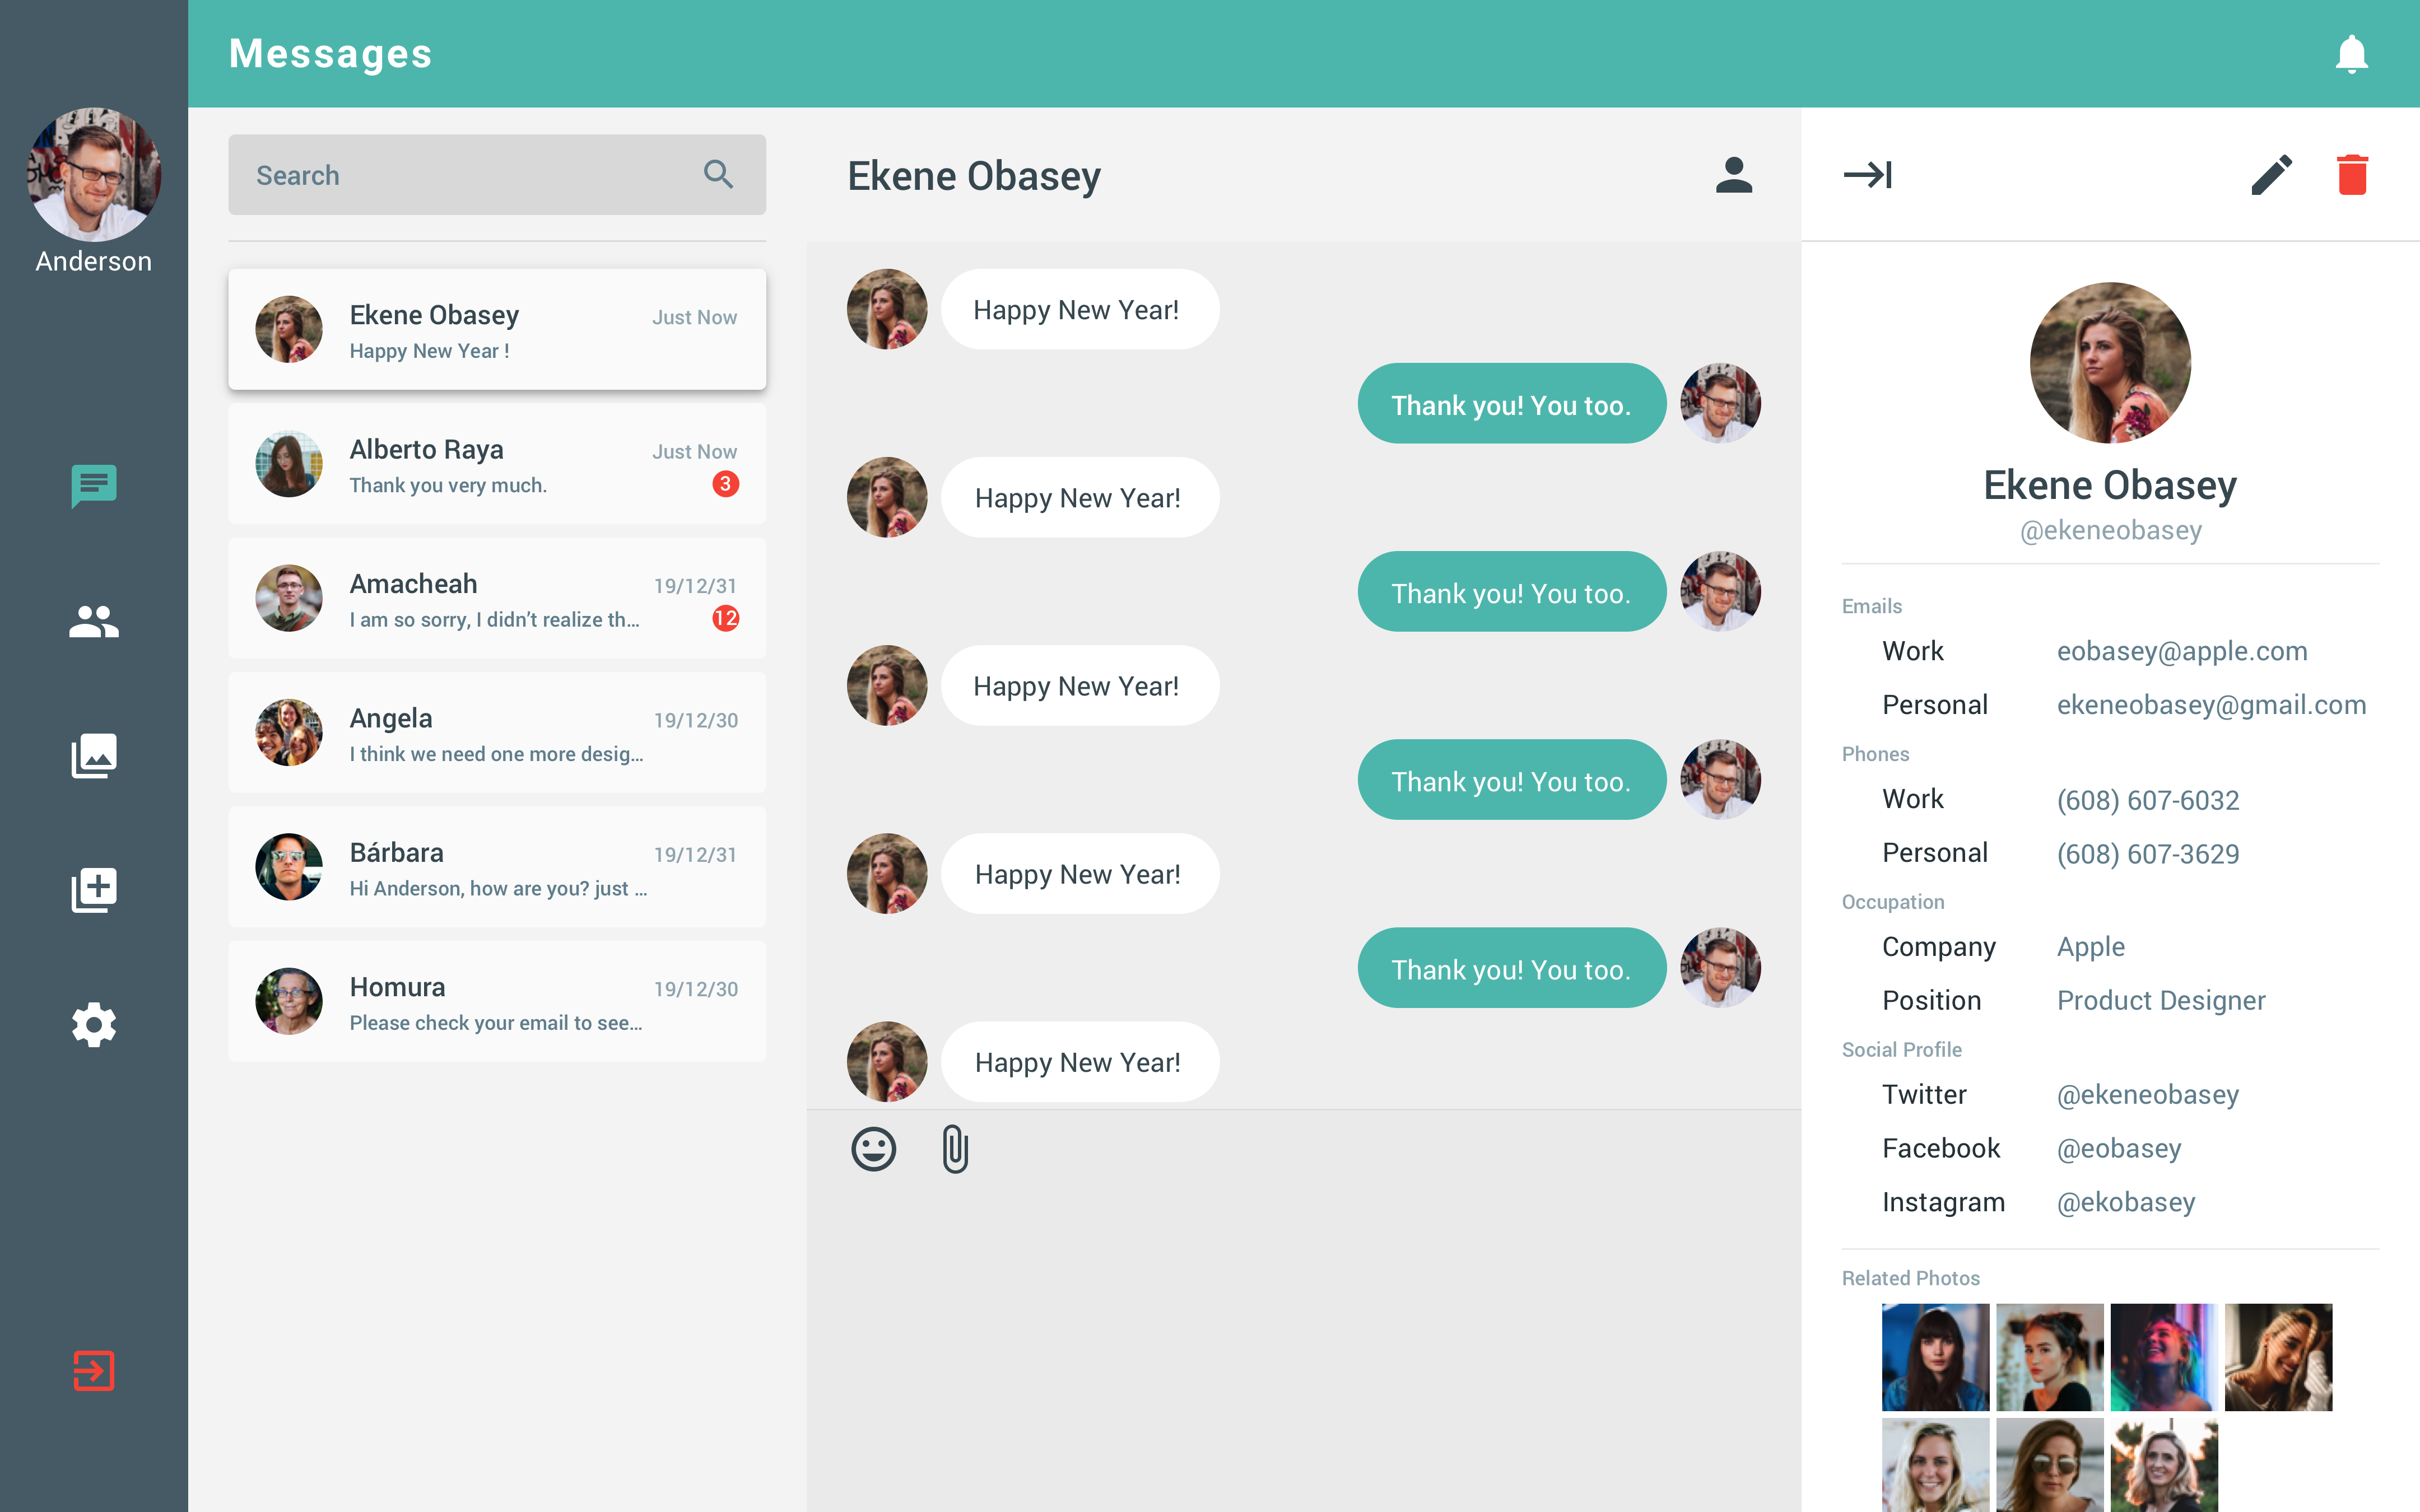 Messages
Anderson
Search
Ekene Obasey
Just Now
Happy New Year !
Alberto Raya
Just Now
Thank you very much.
3
Amacheah
19/12/31
I am so sorry, I didn’t realize th...
12
Angela
19/12/30
I think we need one more desig...
Bárbara
19/12/31
Hi Anderson, how are you? just ...
Homura
19/12/30
Please check your email to see...
Ekene Obasey
Happy New Year!
Thank you! You too.
Happy New Year!
Thank you! You too.
Happy New Year!
Thank you! You too.
Happy New Year!
Thank you! You too.
Happy New Year!
Ekene Obasey
@ekeneobasey
Emails
Work eobasey@apple.com
Personal ekeneobasey@gmail.com
Phones
Work (608) 607-6032
Personal (608) 607-3629
Occupation
Company Apple
Position Product Designer
Social Profile
Twitter @ekeneobasey
Facebook @eobasey
Instagram @ekobasey
Related Photos